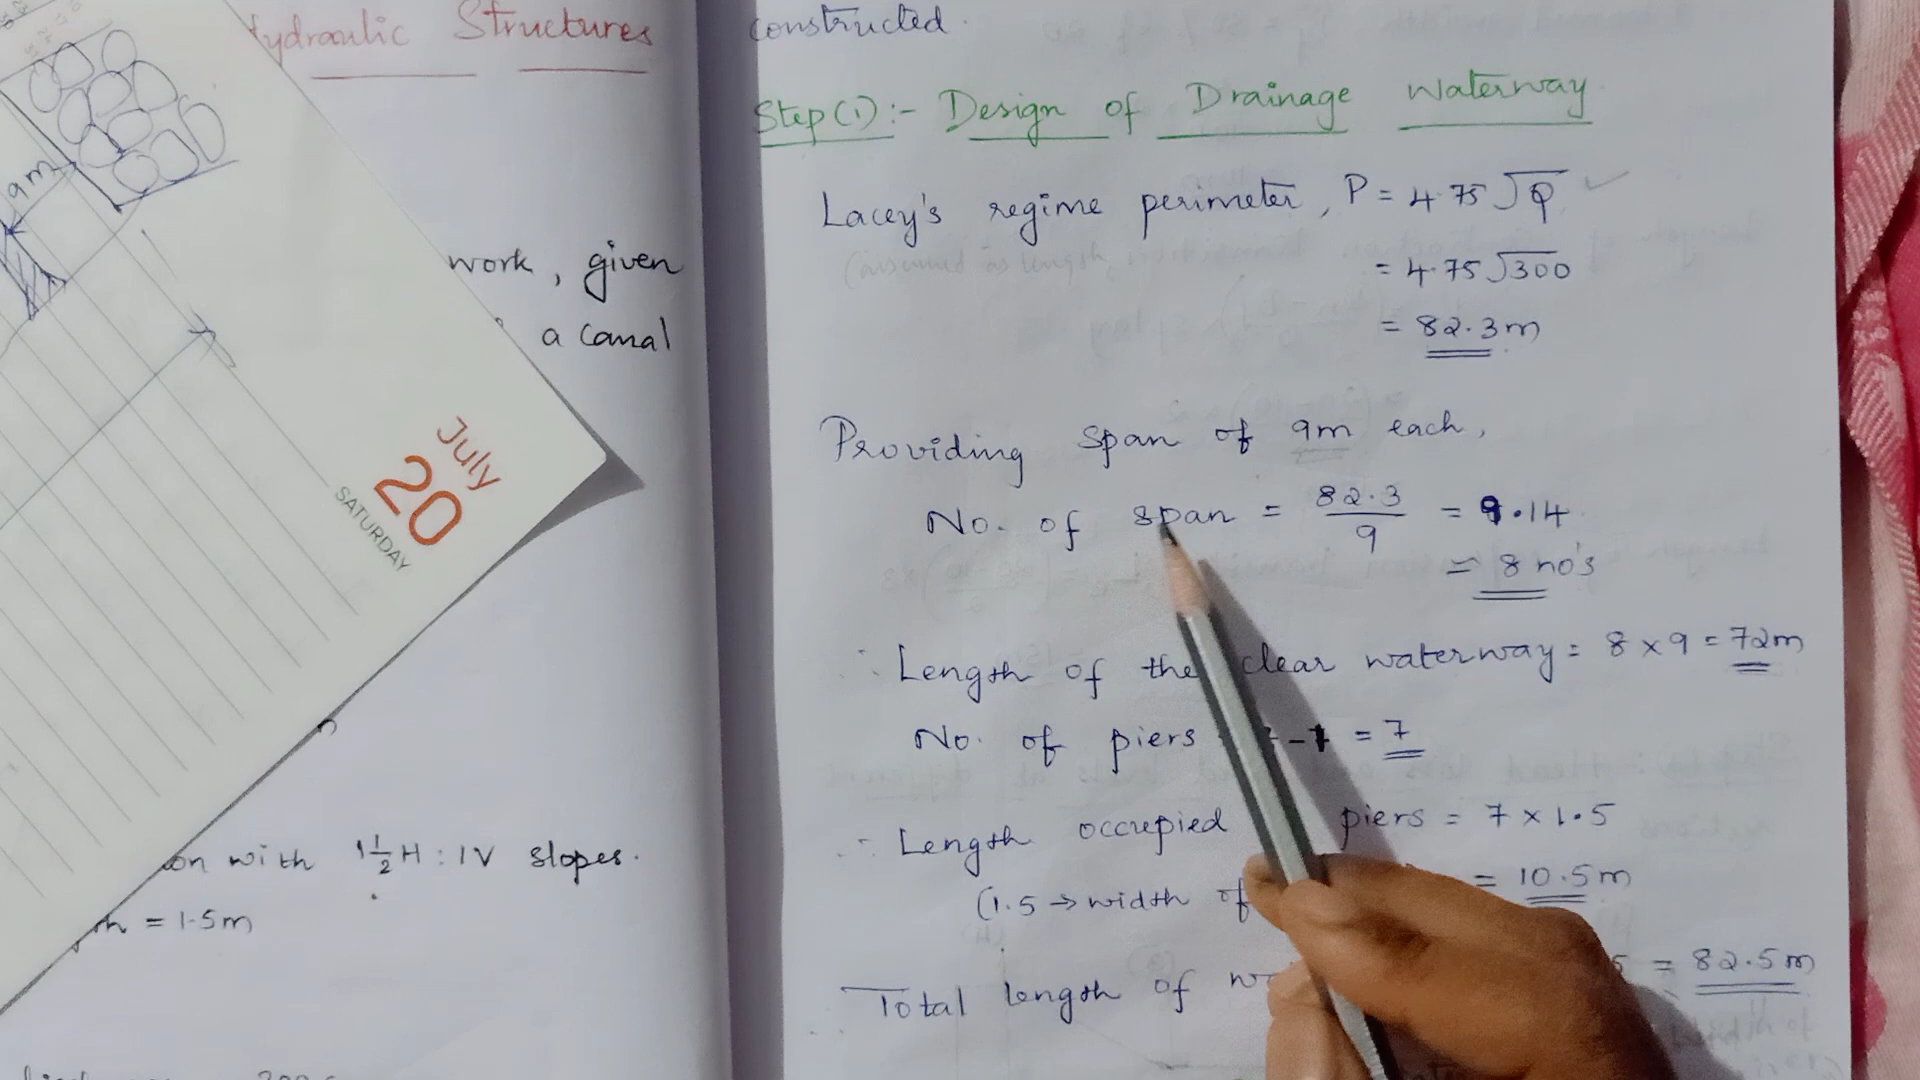 Hydraulic Structures
9m
work, given
a canal
July
20
SATURDAY
with 1 1/2 H : 1V slopes.
= 1.5m
constructed.
Step(1):- Design of Drainage Waterway
Lacey's regime perimeter, P = 4.75 √Q
= 4.75 √300
= 82.3m
Providing span of 9m each,
No. of span = 82.3/9 = 9.14
≃ 8 no's
∴ Length of the clear waterway = 8 × 9 = 72m
No. of piers - 1 = 7
∴ Length occupied piers = 7 × 1.5
(1.5 → width of = 10.5m
Total length of = 82.5m